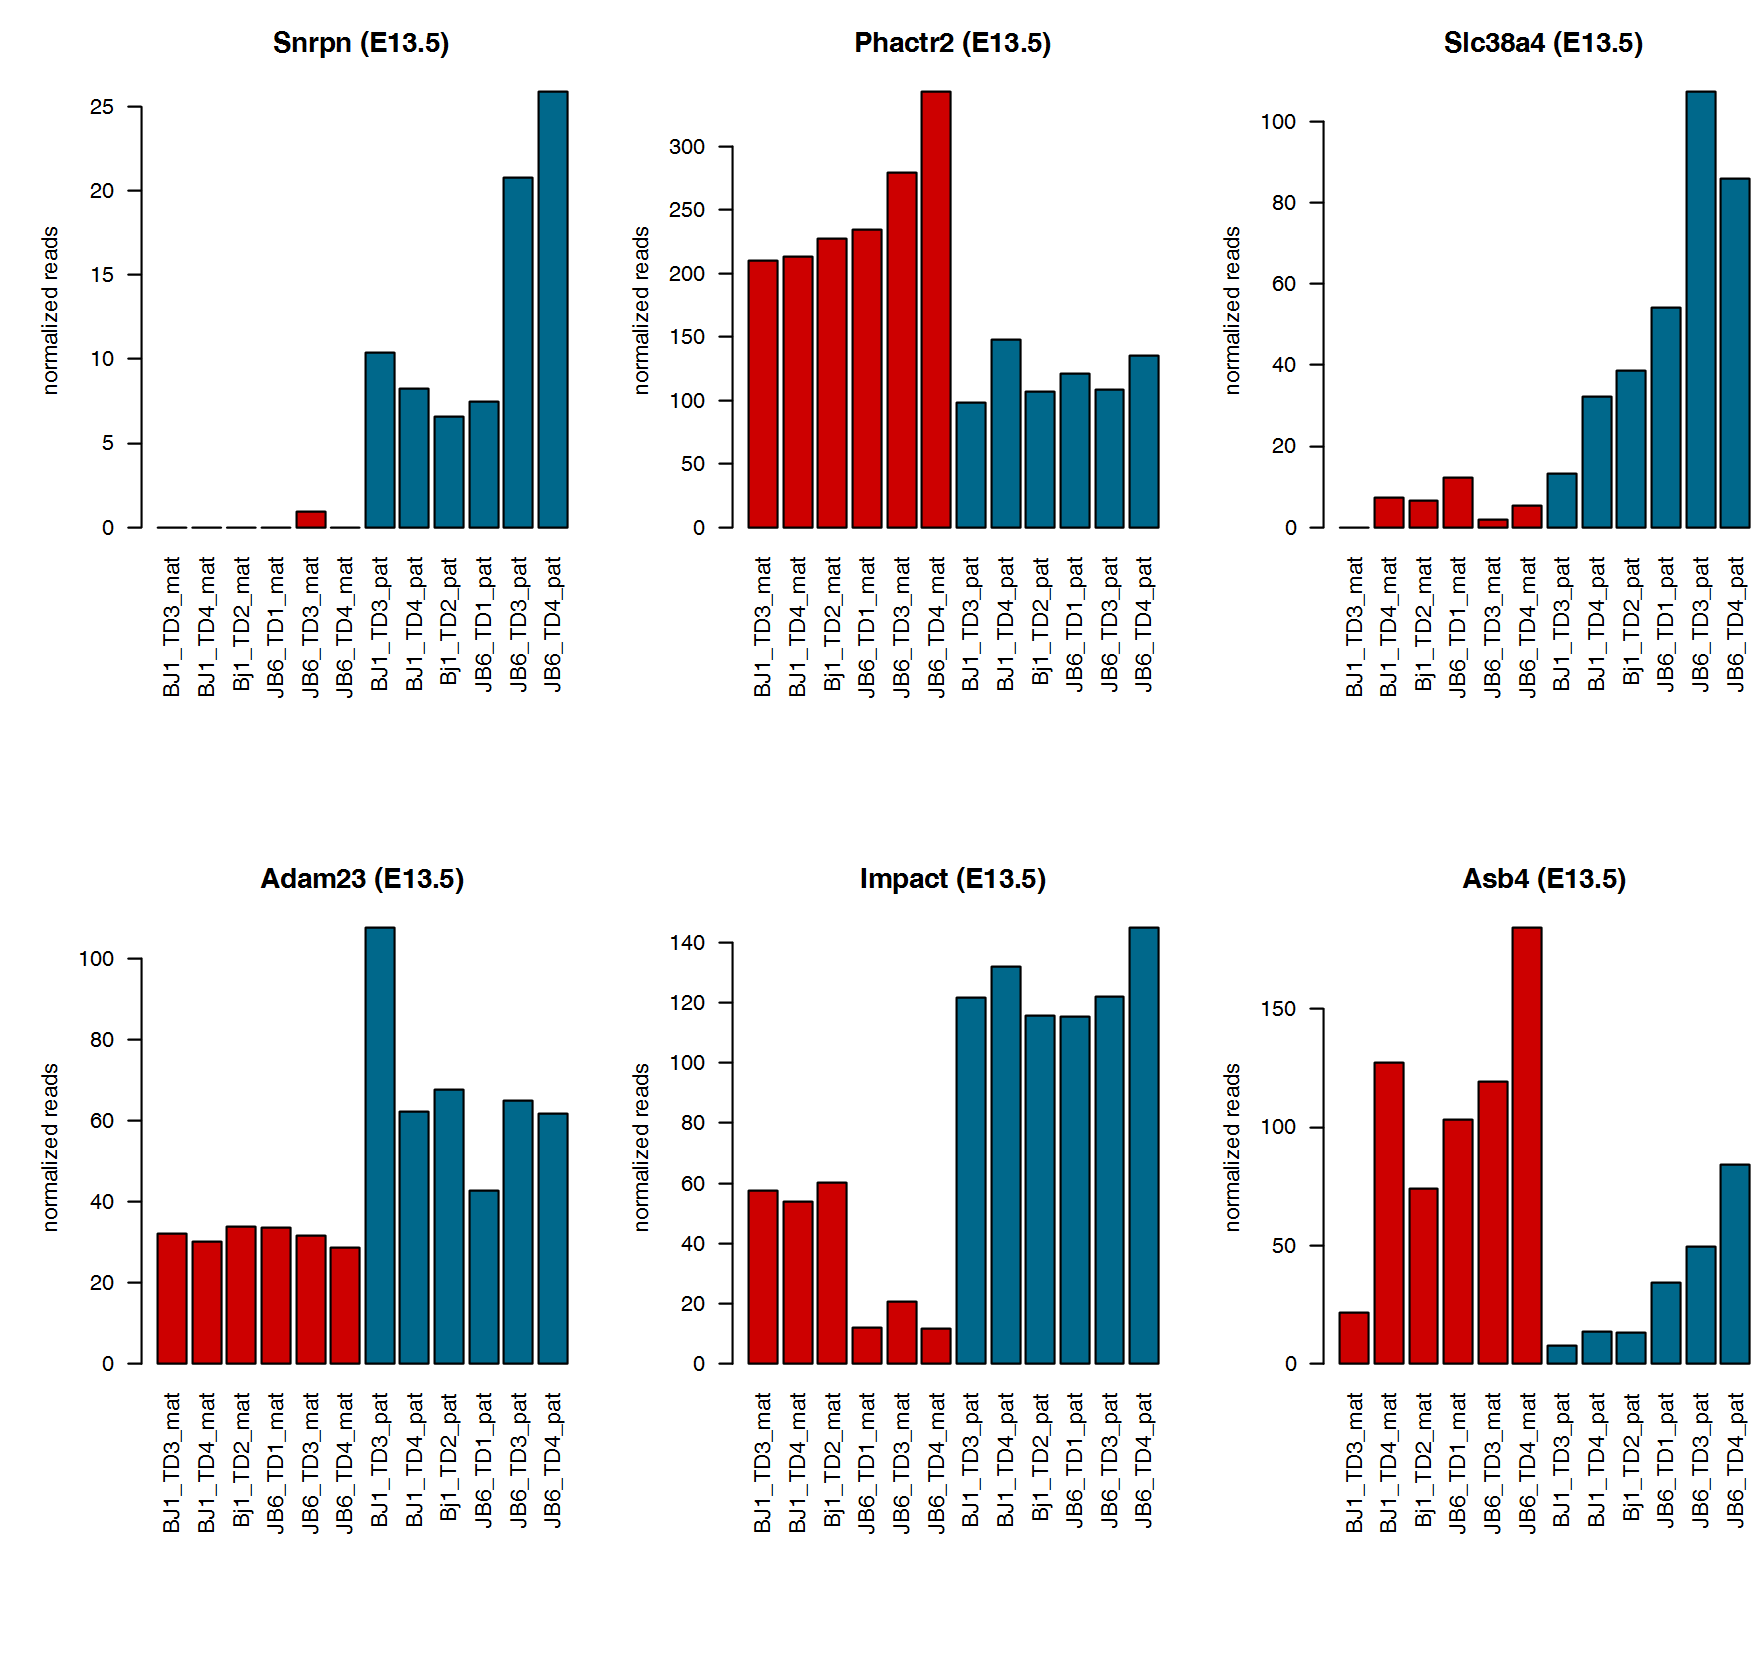 Snrpn (E13.5)
normalized reads
25
20
15
10
5
0
BJ1_TD3_mat
BJ1_TD4_mat
Bj1_TD2_mat
JB6_TD1_mat
JB6_TD3_mat
JB6_TD4_mat
BJ1_TD3_pat
BJ1_TD4_pat
Bj1_TD2_pat
JB6_TD1_pat
JB6_TD3_pat
JB6_TD4_pat
Phactr2 (E13.5)
normalized reads
300
250
200
150
100
50
0
BJ1_TD3_mat
BJ1_TD4_mat
Bj1_TD2_mat
JB6_TD1_mat
JB6_TD3_mat
JB6_TD4_mat
BJ1_TD3_pat
BJ1_TD4_pat
Bj1_TD2_pat
JB6_TD1_pat
JB6_TD3_pat
JB6_TD4_pat
Slc38a4 (E13.5)
normalized reads
100
80
60
40
20
0
BJ1_TD3_mat
BJ1_TD4_mat
Bj1_TD2_mat
JB6_TD1_mat
JB6_TD3_mat
JB6_TD4_mat
BJ1_TD3_pat
BJ1_TD4_pat
Bj1_TD2_pat
JB6_TD1_pat
JB6_TD3_pat
JB6_TD4_pat
Adam23 (E13.5)
normalized reads
100
80
60
40
20
0
BJ1_TD3_mat
BJ1_TD4_mat
Bj1_TD2_mat
JB6_TD1_mat
JB6_TD3_mat
JB6_TD4_mat
BJ1_TD3_pat
BJ1_TD4_pat
Bj1_TD2_pat
JB6_TD1_pat
JB6_TD3_pat
JB6_TD4_pat
Impact (E13.5)
normalized reads
140
120
100
80
60
40
20
0
BJ1_TD3_mat
BJ1_TD4_mat
Bj1_TD2_mat
JB6_TD1_mat
JB6_TD3_mat
JB6_TD4_mat
BJ1_TD3_pat
BJ1_TD4_pat
Bj1_TD2_pat
JB6_TD1_pat
JB6_TD3_pat
JB6_TD4_pat
Asb4 (E13.5)
normalized reads
150
100
50
0
BJ1_TD3_mat
BJ1_TD4_mat
Bj1_TD2_mat
JB6_TD1_mat
JB6_TD3_mat
JB6_TD4_mat
BJ1_TD3_pat
BJ1_TD4_pat
Bj1_TD2_pat
JB6_TD1_pat
JB6_TD3_pat
JB6_TD4_pat